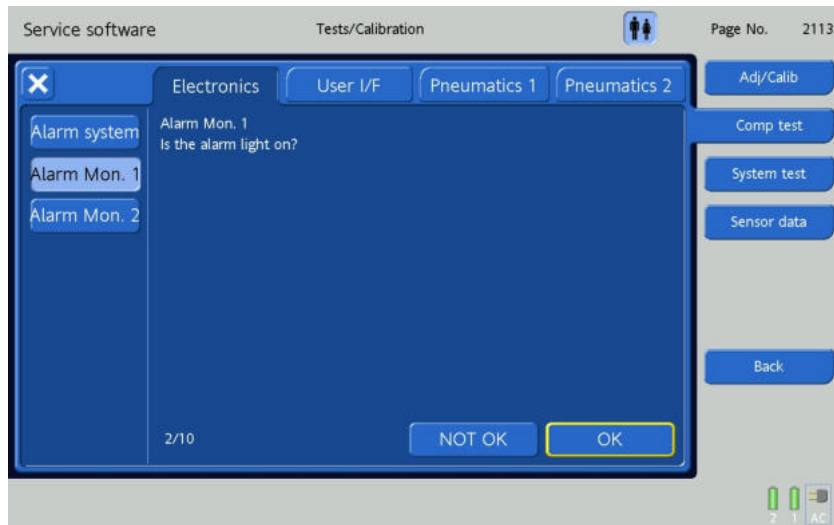 Service software Tests/Calibration Page No. 2113
Electronics User I/F Pneumatics 1 Pneumatics 2
Adj/Calib
Comp test
System test
Sensor data
Back
Alarm system
Alarm Mon. 1
Alarm Mon. 2
Alarm Mon. 1
Is the alarm light on?
2/10 NOT OK OK
2 1 AC